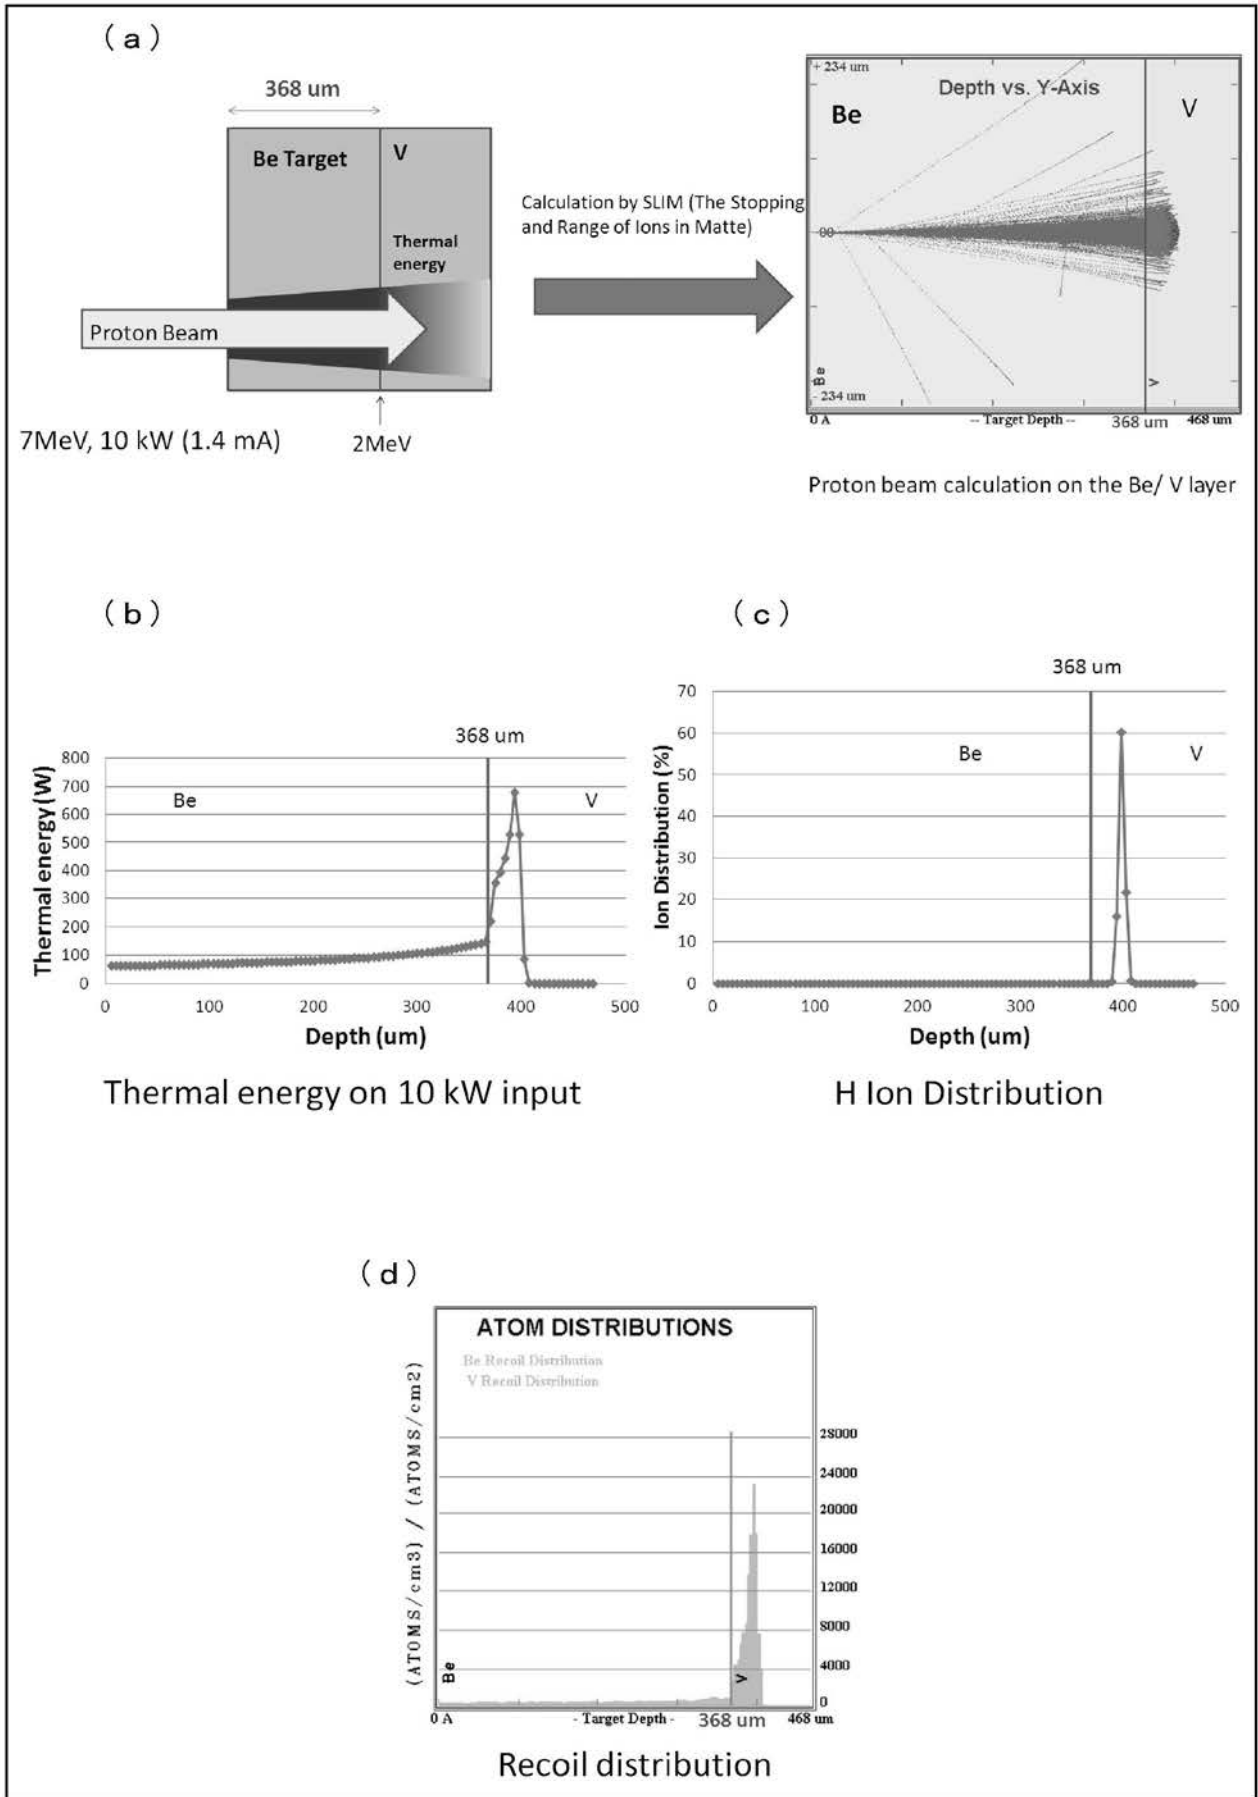 (a)
368 um
Be Target
V
Thermal
energy
Proton Beam
7MeV, 10 kW (1.4 mA)
2MeV
Calculation by SLIM (The Stopping
and Range of Ions in Matte)
+ 234 um
Depth vs. Y-Axis
Be
V
Be
V
- 234 um
0 A
-- Target Depth --
368 um
468 um
Proton beam calculation on the Be/ V layer
(b)
368 um
Thermal energy (W)
800
700
600
500
400
300
200
100
0
Be
V
0
100
200
300
400
500
Depth (um)
Thermal energy on 10 kW input
(c)
368 um
Ion Distribution (%)
70
60
50
40
30
20
10
0
Be
V
0
100
200
300
400
500
Depth (um)
H Ion Distribution
(d)
ATOM DISTRIBUTIONS
Be Recoil Distribution
V Recoil Distribution
(ATOMS/cm3) / (ATOMS/cm2)
28000
24000
20000
16000
12000
8000
4000
0
Be
V
0 A
- Target Depth -
368 um
468 um
Recoil distribution